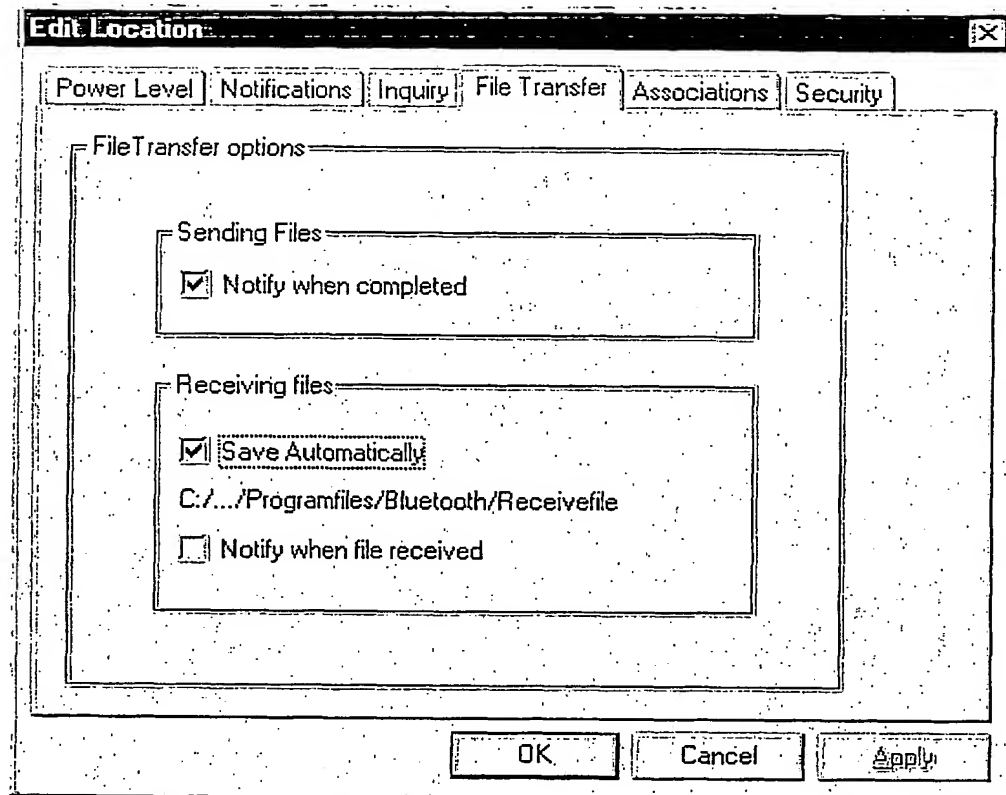 Edit Location
Power Level Notifications Inquiry File Transfer Associations Security
FileTransfer options
Sending Files
Notify when completed
Receiving files
Save Automatically
C:/.../Programfiles/Bluetooth/Receivefile
Notify when file received
OK Cancel Apply